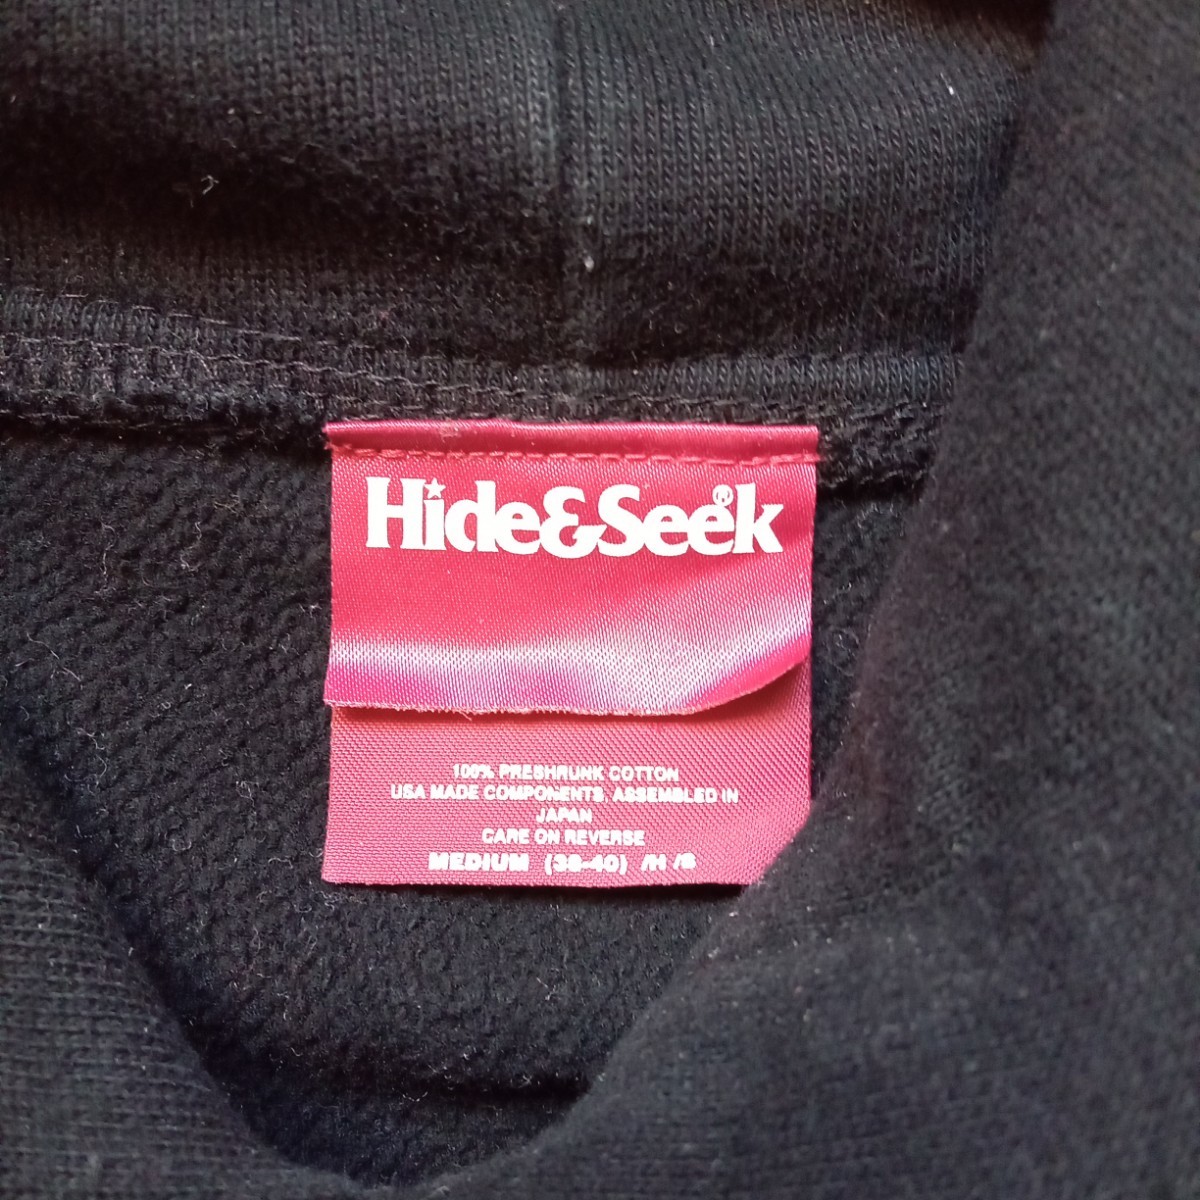 Hide&Seek®
100% PRESHRUNK COTTON
USA MADE COMPONENTS, ASSEMBLED IN
JAPAN
CARE ON REVERSE
MEDIUM (38-40) /H /S